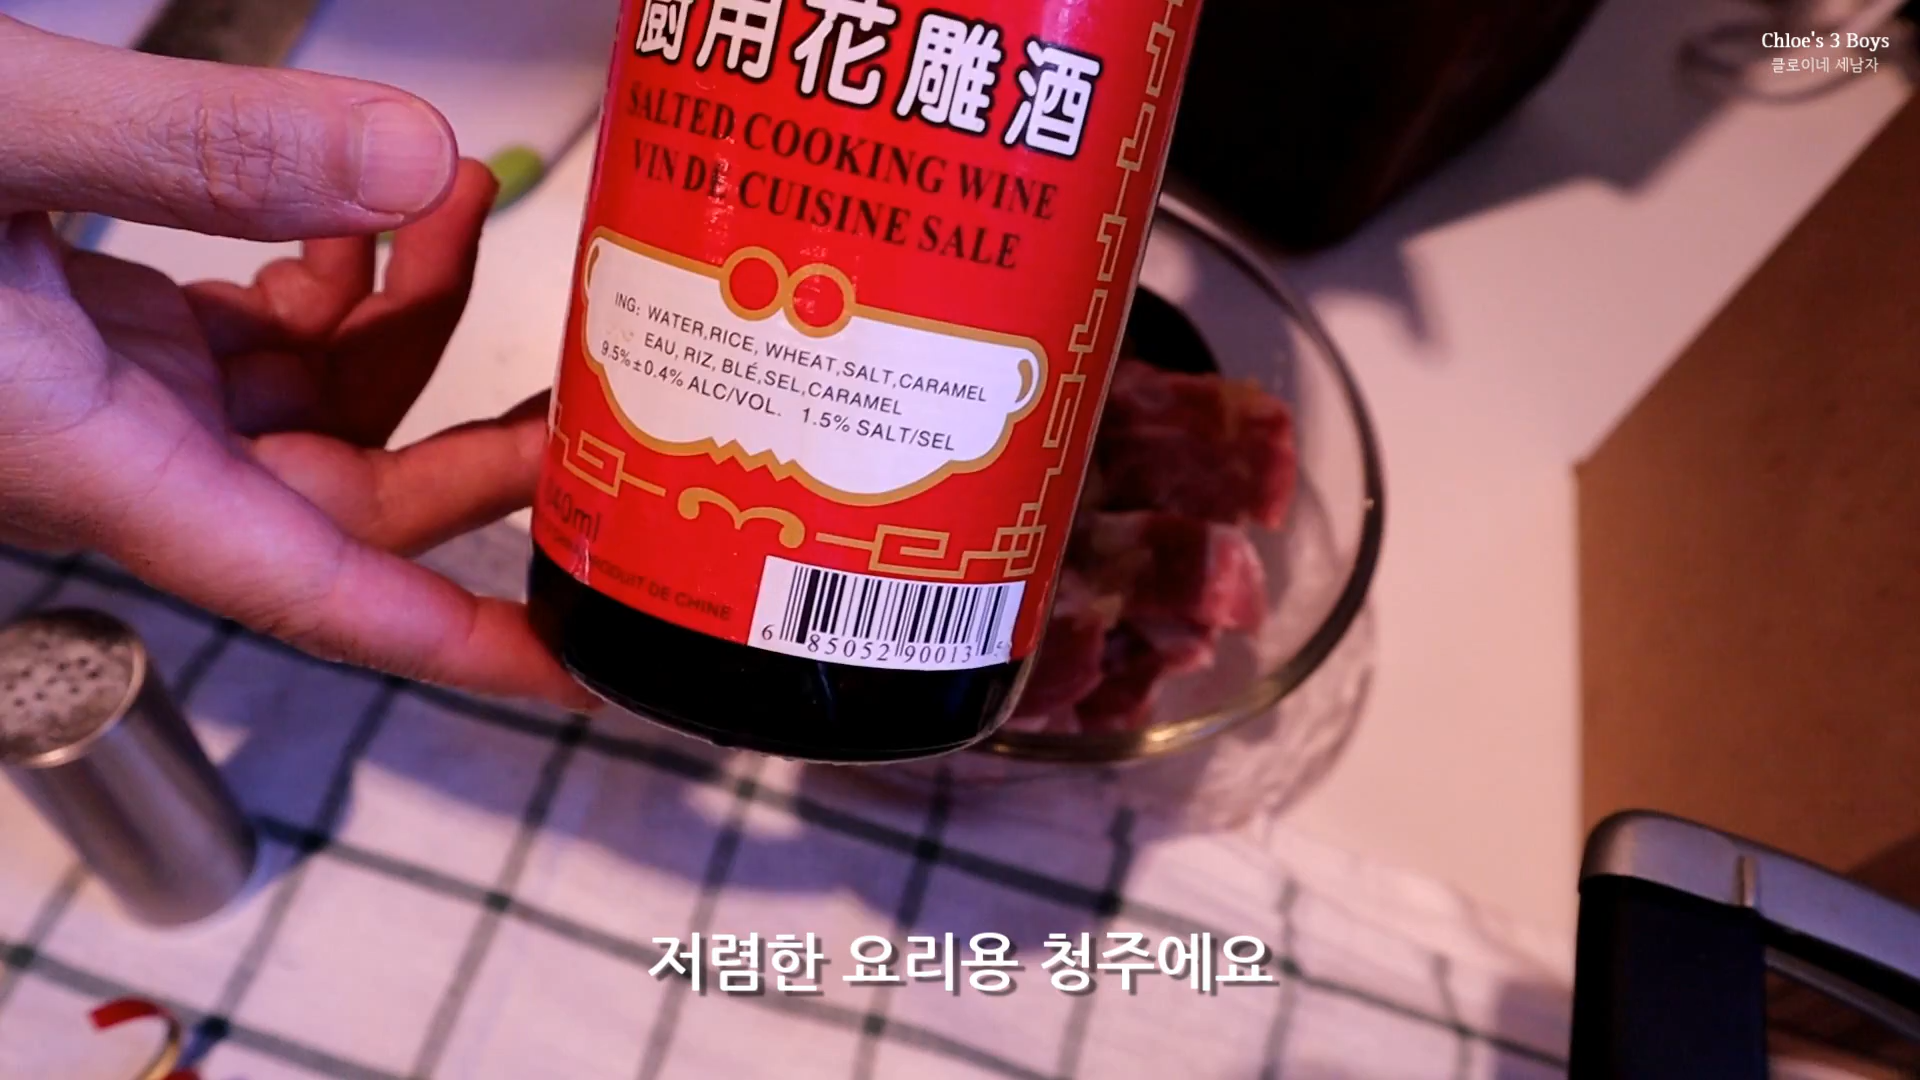 Chloe's 3 Boys
클로이네 세남자
厨用花雕酒
SALTED COOKING WINE
VIN DE CUISINE SALE
ING: WATER,RICE, WHEAT,SALT,CARAMEL
EAU, RIZ, BLÉ,SEL,CARAMEL
9.5%±0.4% ALC/VOL. 1.5% SALT/SEL
640ml
PRODUIT DE CHINE
6 85052 90013
저렴한 요리용 청주에요